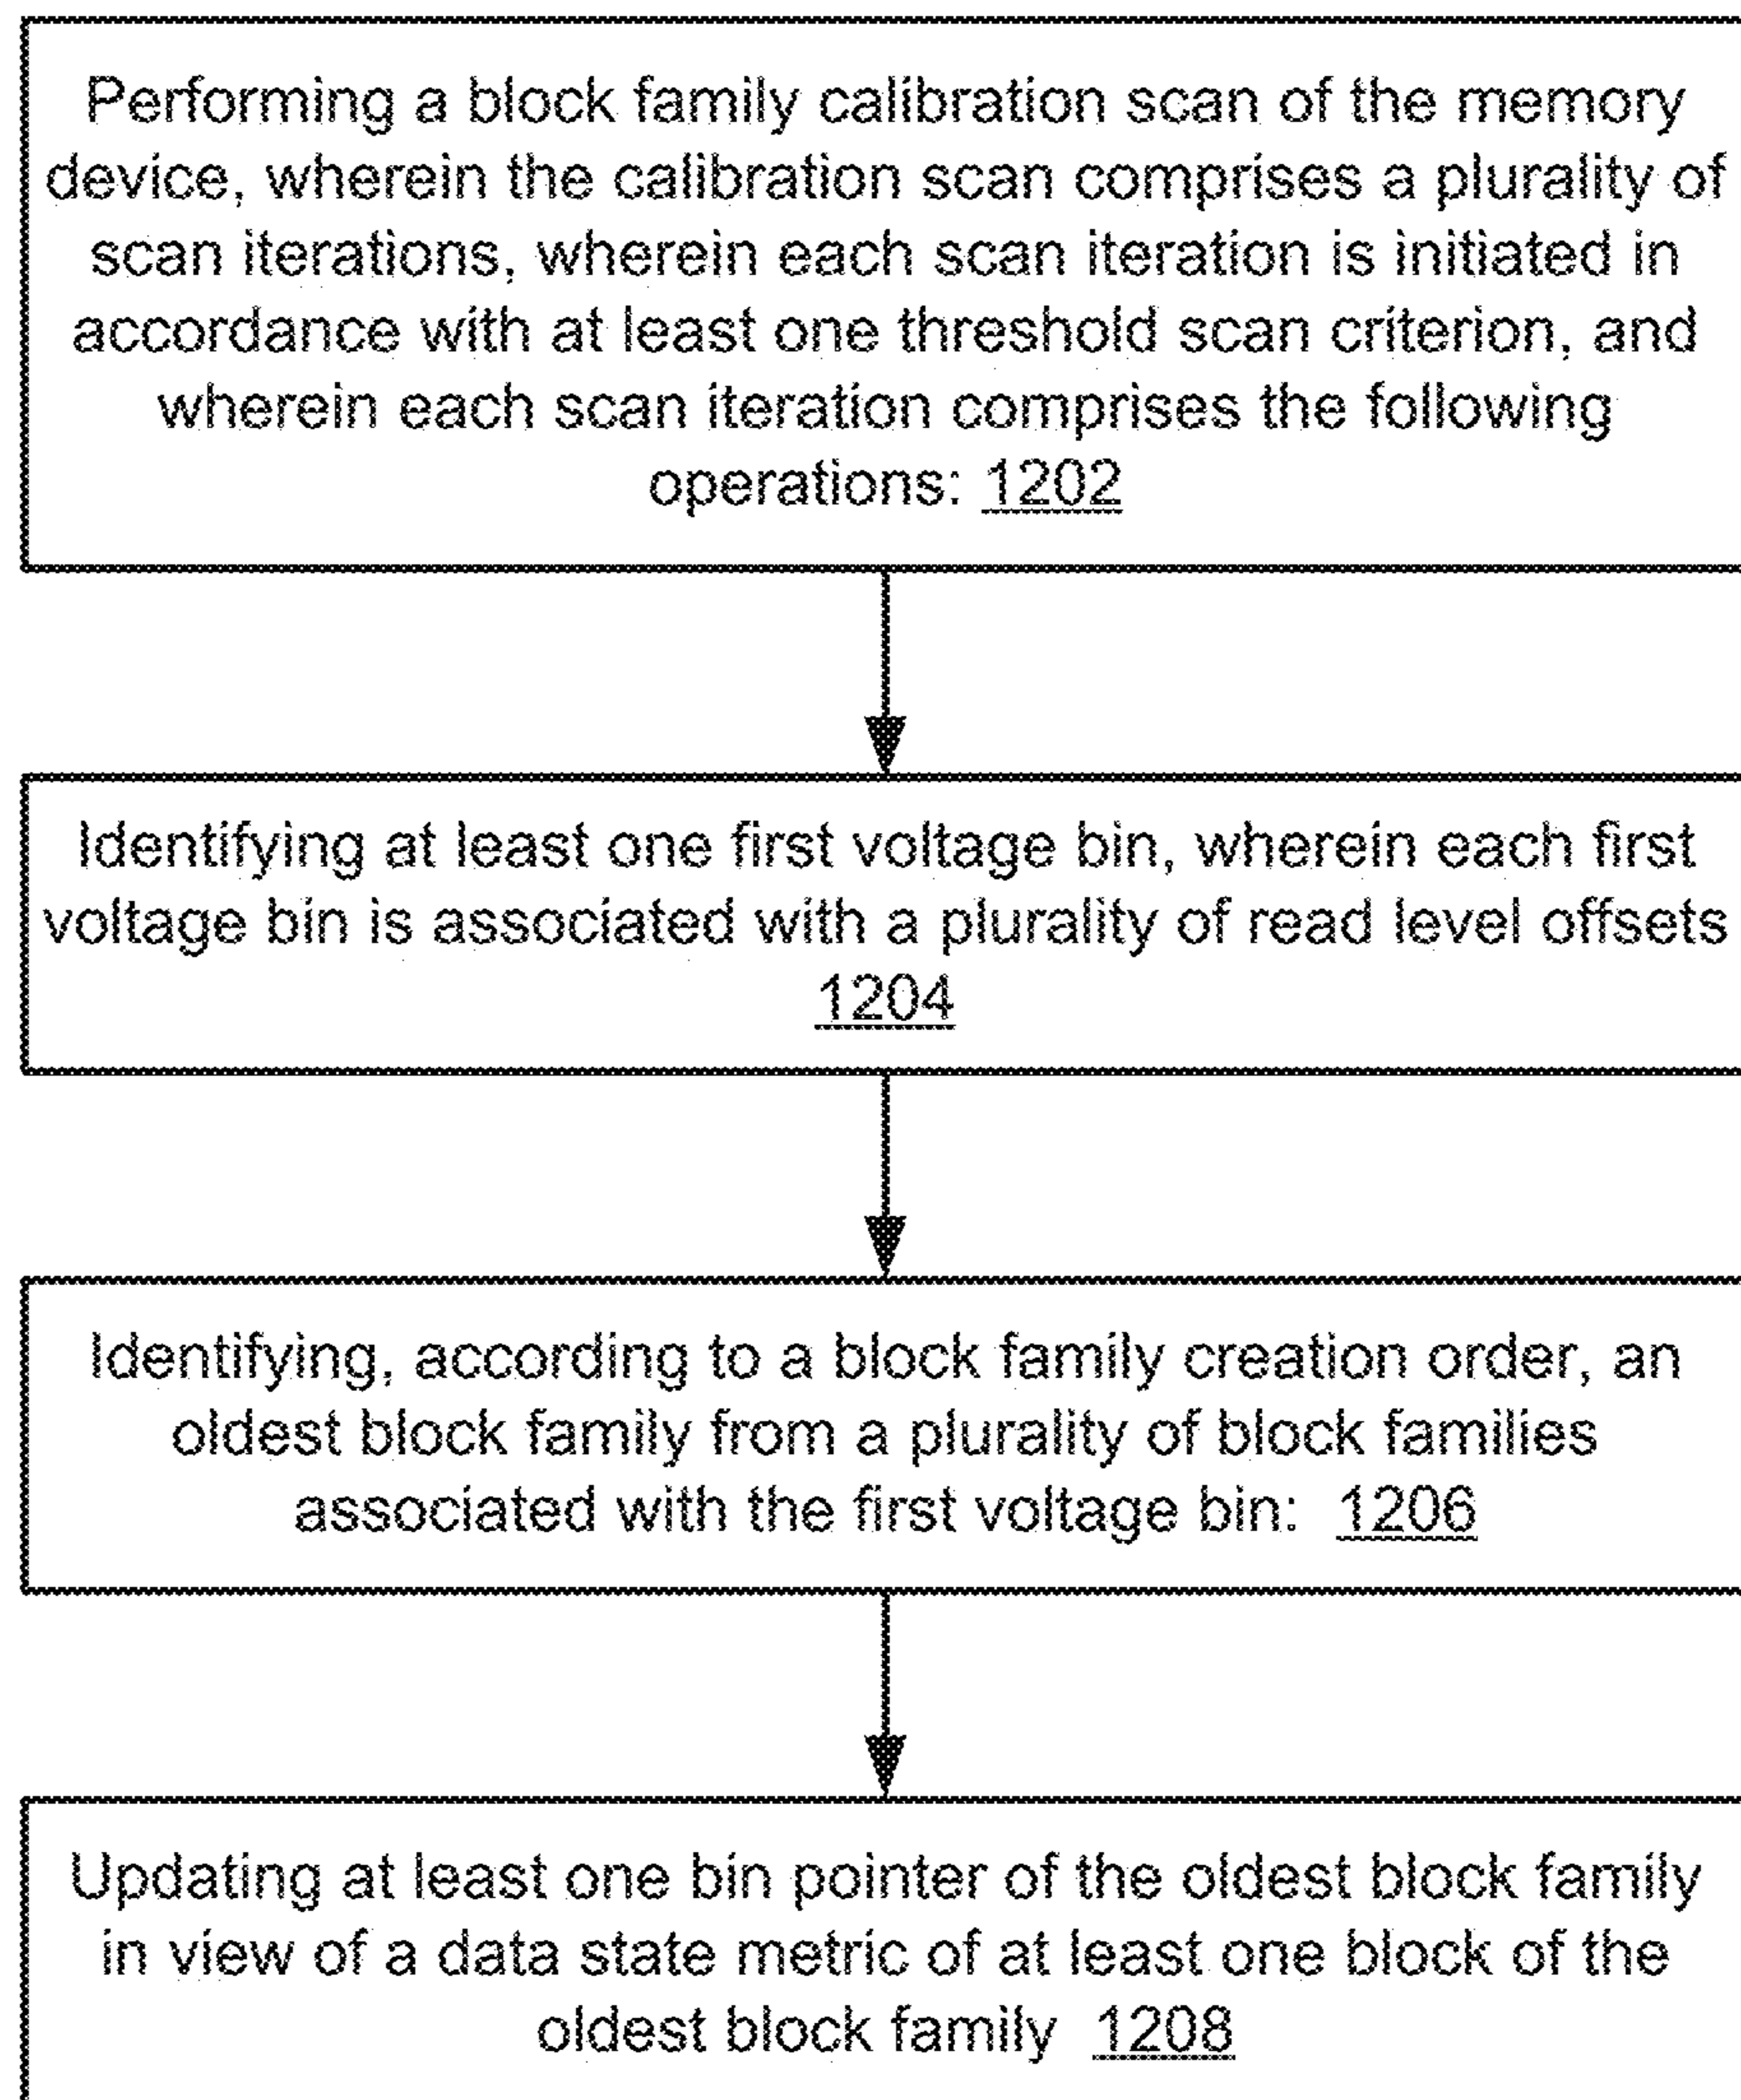 Performing a block family calibration scan of the memory
device, wherein the calibration scan comprises a plurality of
scan iterations, wherein each scan iteration is initiated in
accordance with at least one threshold scan criterion, and
wherein each scan iteration comprises the following
operations: 1202
Identifying at least one first voltage bin, wherein each first
voltage bin is associated with a plurality of read level offsets
1204
Identifying, according to a block family creation order, an
oldest block family from a plurality of block families
associated with the first voltage bin: 1206
Updating at least one bin pointer of the oldest block family
in view of a data state metric of at least one block of the
oldest block family 1208